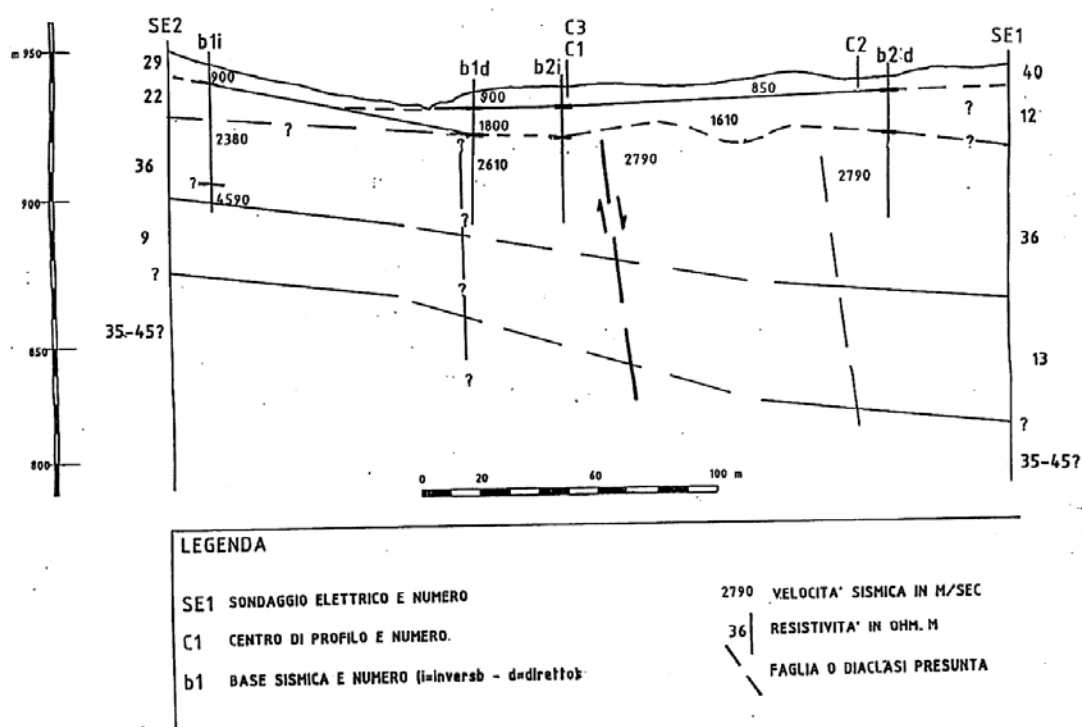 SE2
b1i
C3
C1
C2
SE1
m 950
29
b1d
b2i
b2:d
900
900
850
40
22
?
12
?
1800
1610
2380
?
2610
2790
2790
?
36
?
4590
900
?
9
36
?
?
35-45?
850
13
?
?
800
0 20 60 100 m
35-45?
LEGENDA
SE1 SONDAGGIO ELETTRICO E NUMERO
2790 VELOCITA' SISMICA IN M/SEC
C1 CENTRO DI PROFILO E NUMERO.
36 RESISTIVITA' IN OHM. M
b1 BASE SISMICA E NUMERO (i=inversb - d=diretto)
FAGLIA O DIACLASI PRESUNTA